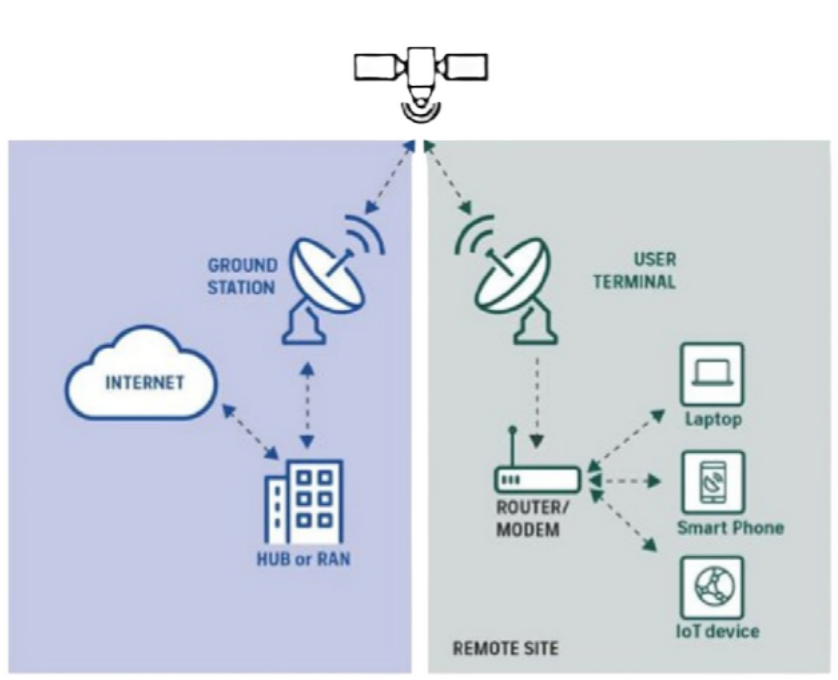 GROUND
STATION
INTERNET
HUB or RAN
USER
TERMINAL
Laptop
ROUTER/
MODEM
Smart Phone
IoT device
REMOTE SITE